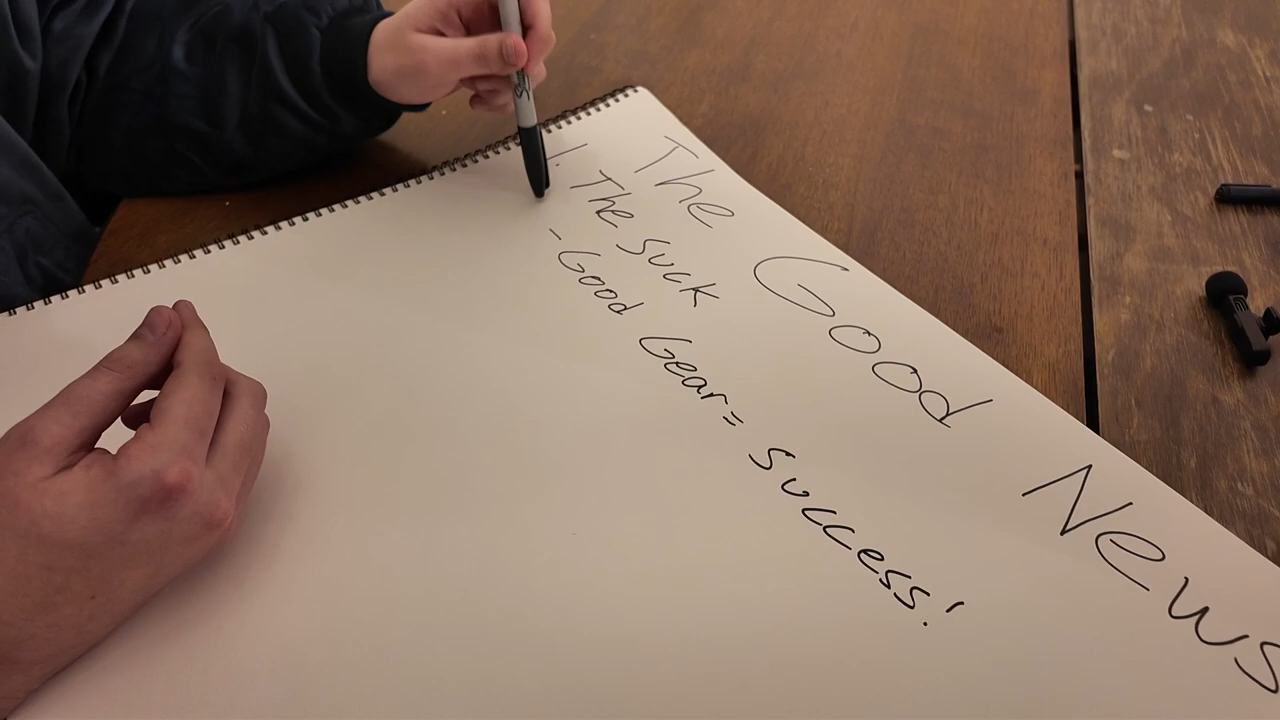 The Good News
1. The Suck
- Good Gear = Success!